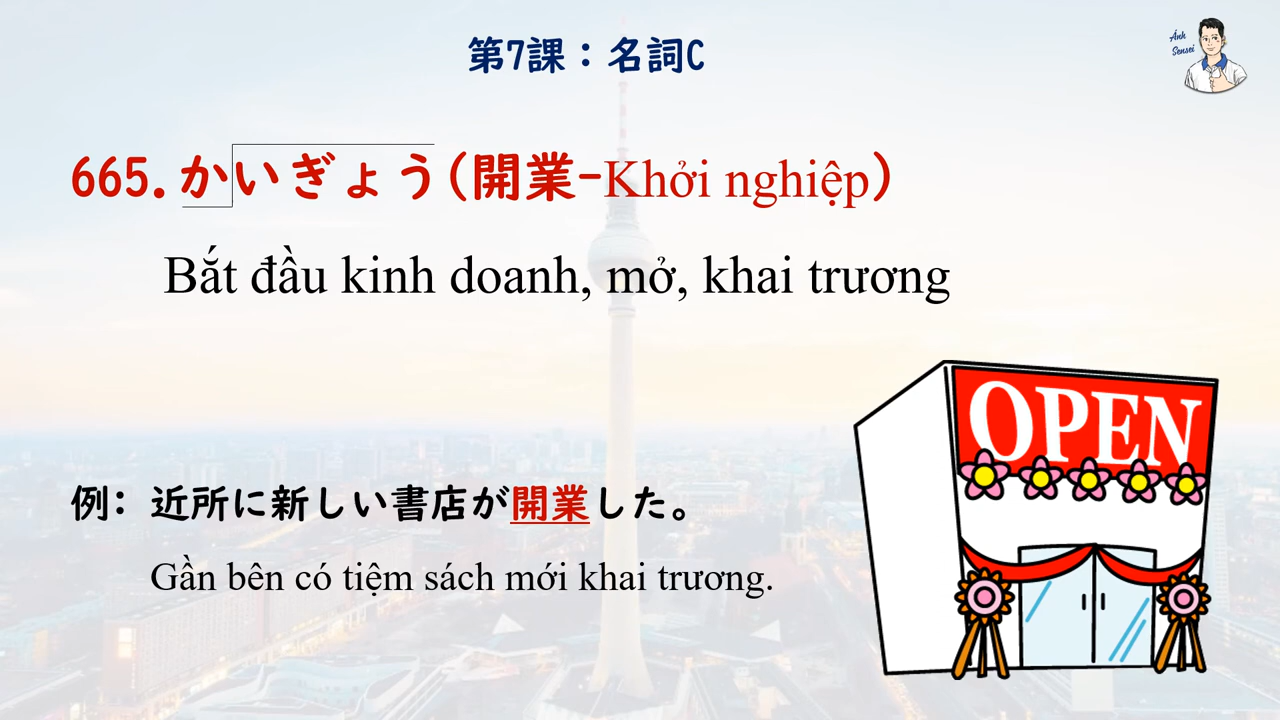 第7課：名詞C
Ánh
Sensei
665.かいぎょう(開業-Khởi nghiệp)
Bắt đầu kinh doanh, mở, khai trương
OPEN
例: 近所に新しい書店が開業した。
Gần bên có tiệm sách mới khai trương.